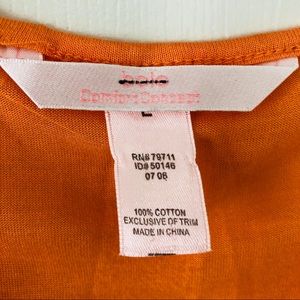 L
RN# 79711
ID# 50146
07 08
100% COTTON
EXCLUSIVE OF TRIM
MADE IN CHINA